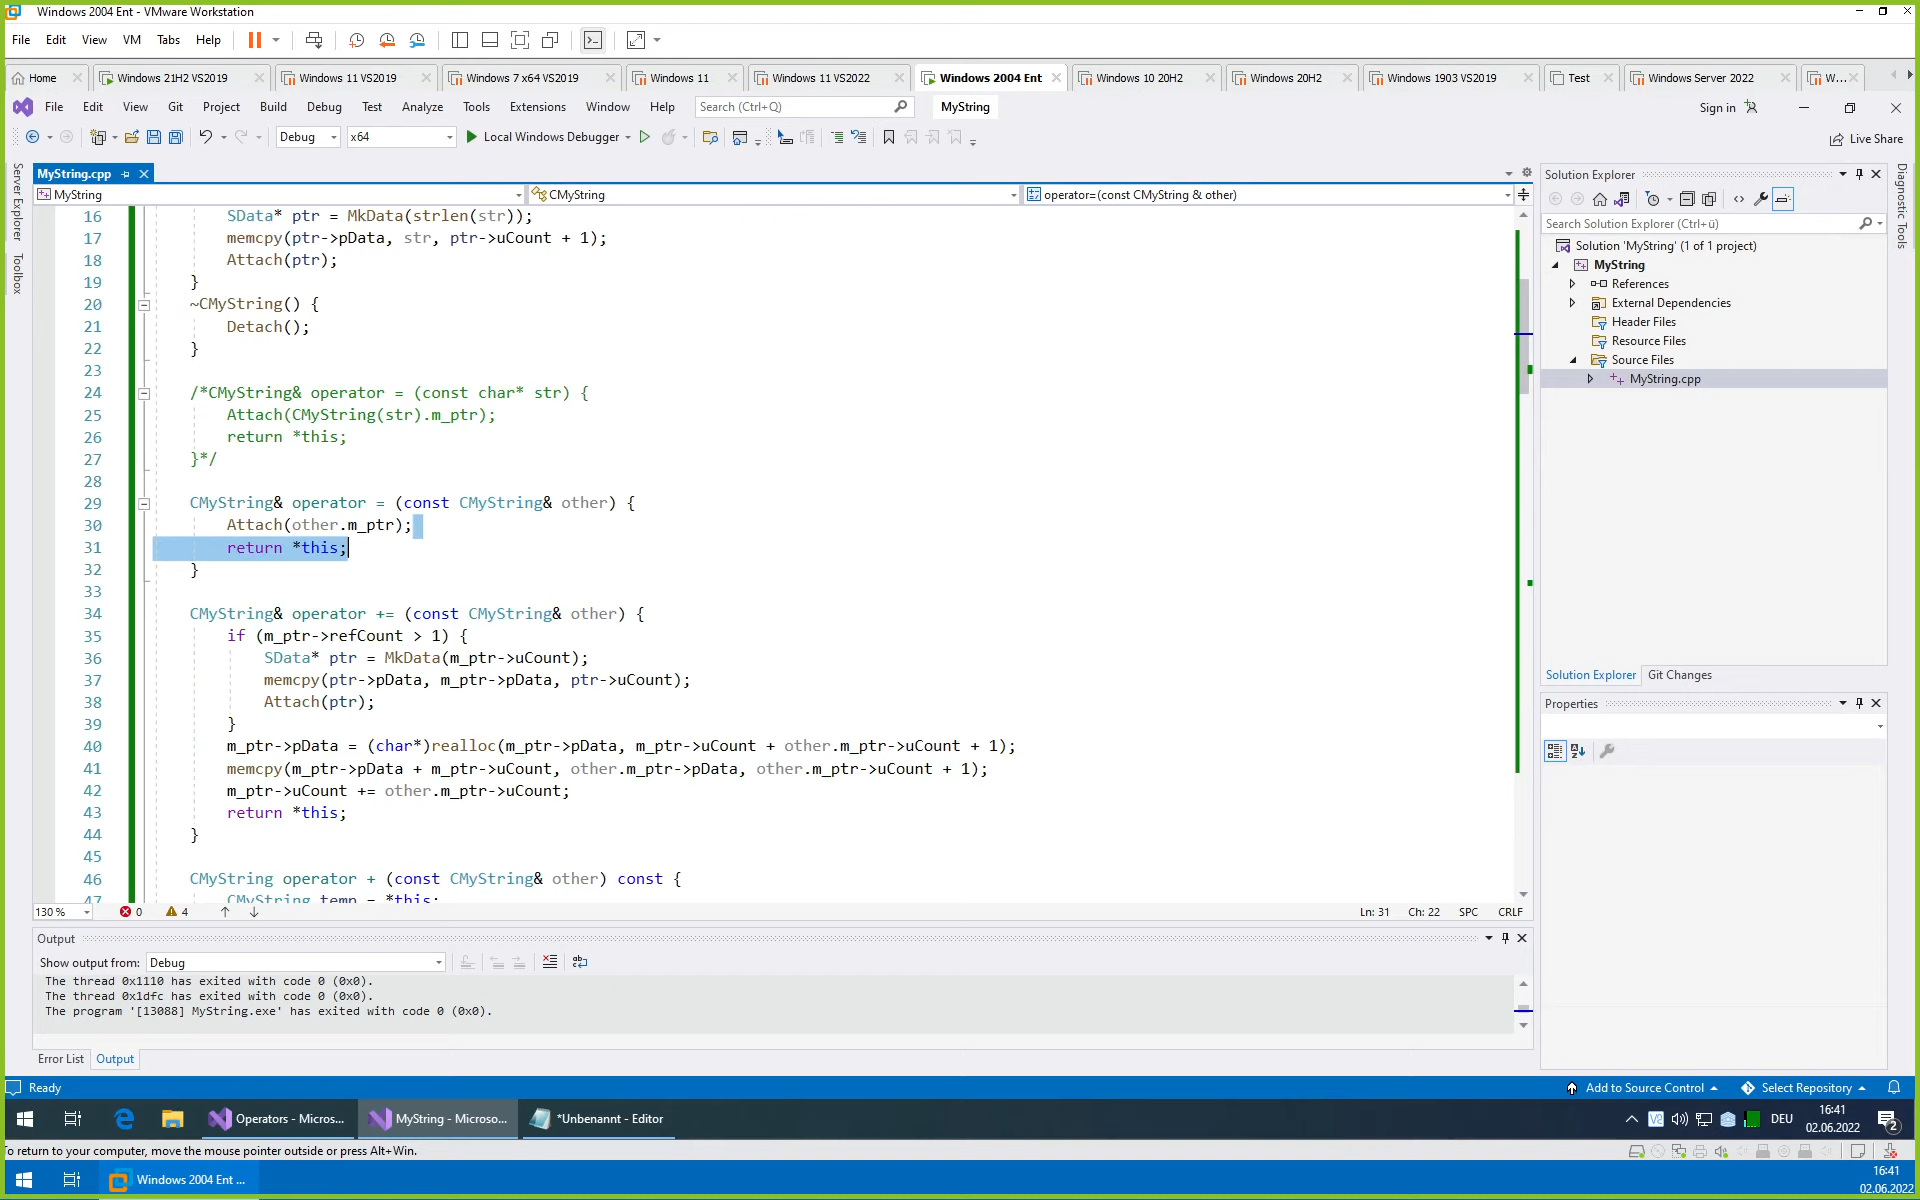 Windows 2004 Ent - VMware Workstation
File Edit View VM Tabs Help
Home Windows 21H2 VS2019 Windows 11 VS2019 Windows 7 x64 VS2019 Windows 11 Windows 11 VS2022 Windows 2004 Ent Windows 10 20H2 Windows 20H2 Windows 1903 VS2019 Test Windows Server 2022 W...
File Edit View Git Project Build Debug Test Analyze Tools Extensions Window Help Search (Ctrl+Q) MyString Sign in
Debug x64 Local Windows Debugger Live Share
Server Explorer
Toolbox
MyString.cpp
MyString CMyString operator=(const CMyString & other)
16 SData* ptr = MkData(strlen(str));
17 memcpy(ptr->pData, str, ptr->uCount + 1);
18 Attach(ptr);
19 }
20 ~CMyString() {
21 Detach();
22 }
23
24 /*CMyString& operator = (const char* str) {
25 Attach(CMyString(str).m_ptr);
26 return *this;
27 }*/
28
29 CMyString& operator = (const CMyString& other) {
30 Attach(other.m_ptr);
31 return *this;
32 }
33
34 CMyString& operator += (const CMyString& other) {
35 if (m_ptr->refCount > 1) {
36 SData* ptr = MkData(m_ptr->uCount);
37 memcpy(ptr->pData, m_ptr->pData, ptr->uCount);
38 Attach(ptr);
39 }
40 m_ptr->pData = (char*)realloc(m_ptr->pData, m_ptr->uCount + other.m_ptr->uCount + 1);
41 memcpy(m_ptr->pData + m_ptr->uCount, other.m_ptr->pData, other.m_ptr->uCount + 1);
42 m_ptr->uCount += other.m_ptr->uCount;
43 return *this;
44 }
45
46 CMyString operator + (const CMyString& other) const {
47 CMyString temp = *this;
130 % 0 4 Ln: 31 Ch: 22 SPC CRLF
Output
Show output from: Debug
The thread 0x1110 has exited with code 0 (0x0).
The thread 0x1dfc has exited with code 0 (0x0).
The program '[13088] MyString.exe' has exited with code 0 (0x0).
Error List Output
Solution Explorer
Search Solution Explorer (Ctrl+ü)
Solution 'MyString' (1 of 1 project)
MyString
References
External Dependencies
Header Files
Resource Files
Source Files
MyString.cpp
Solution Explorer Git Changes
Properties
Diagnostic Tools
Ready Add to Source Control Select Repository
Operators - Micros... MyString - Microso... *Unbenannt - Editor DEU 16:41
02.06.2022 2
To return to your computer, move the mouse pointer outside or press Alt+Win.
Windows 2004 Ent ... 16:41
02.06.2022